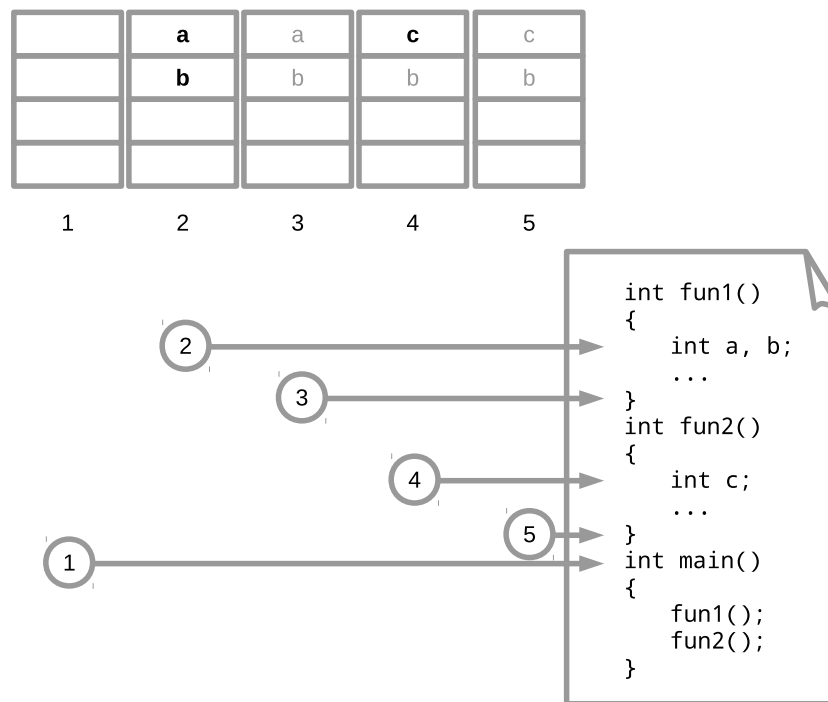 a a c c
b b b b
1 2 3 4 5
int fun1()
{
int a, b;
2
...
3
}
int fun2()
{
int c;
4
...
5
}
int main()
1
{
fun1();
fun2();
}